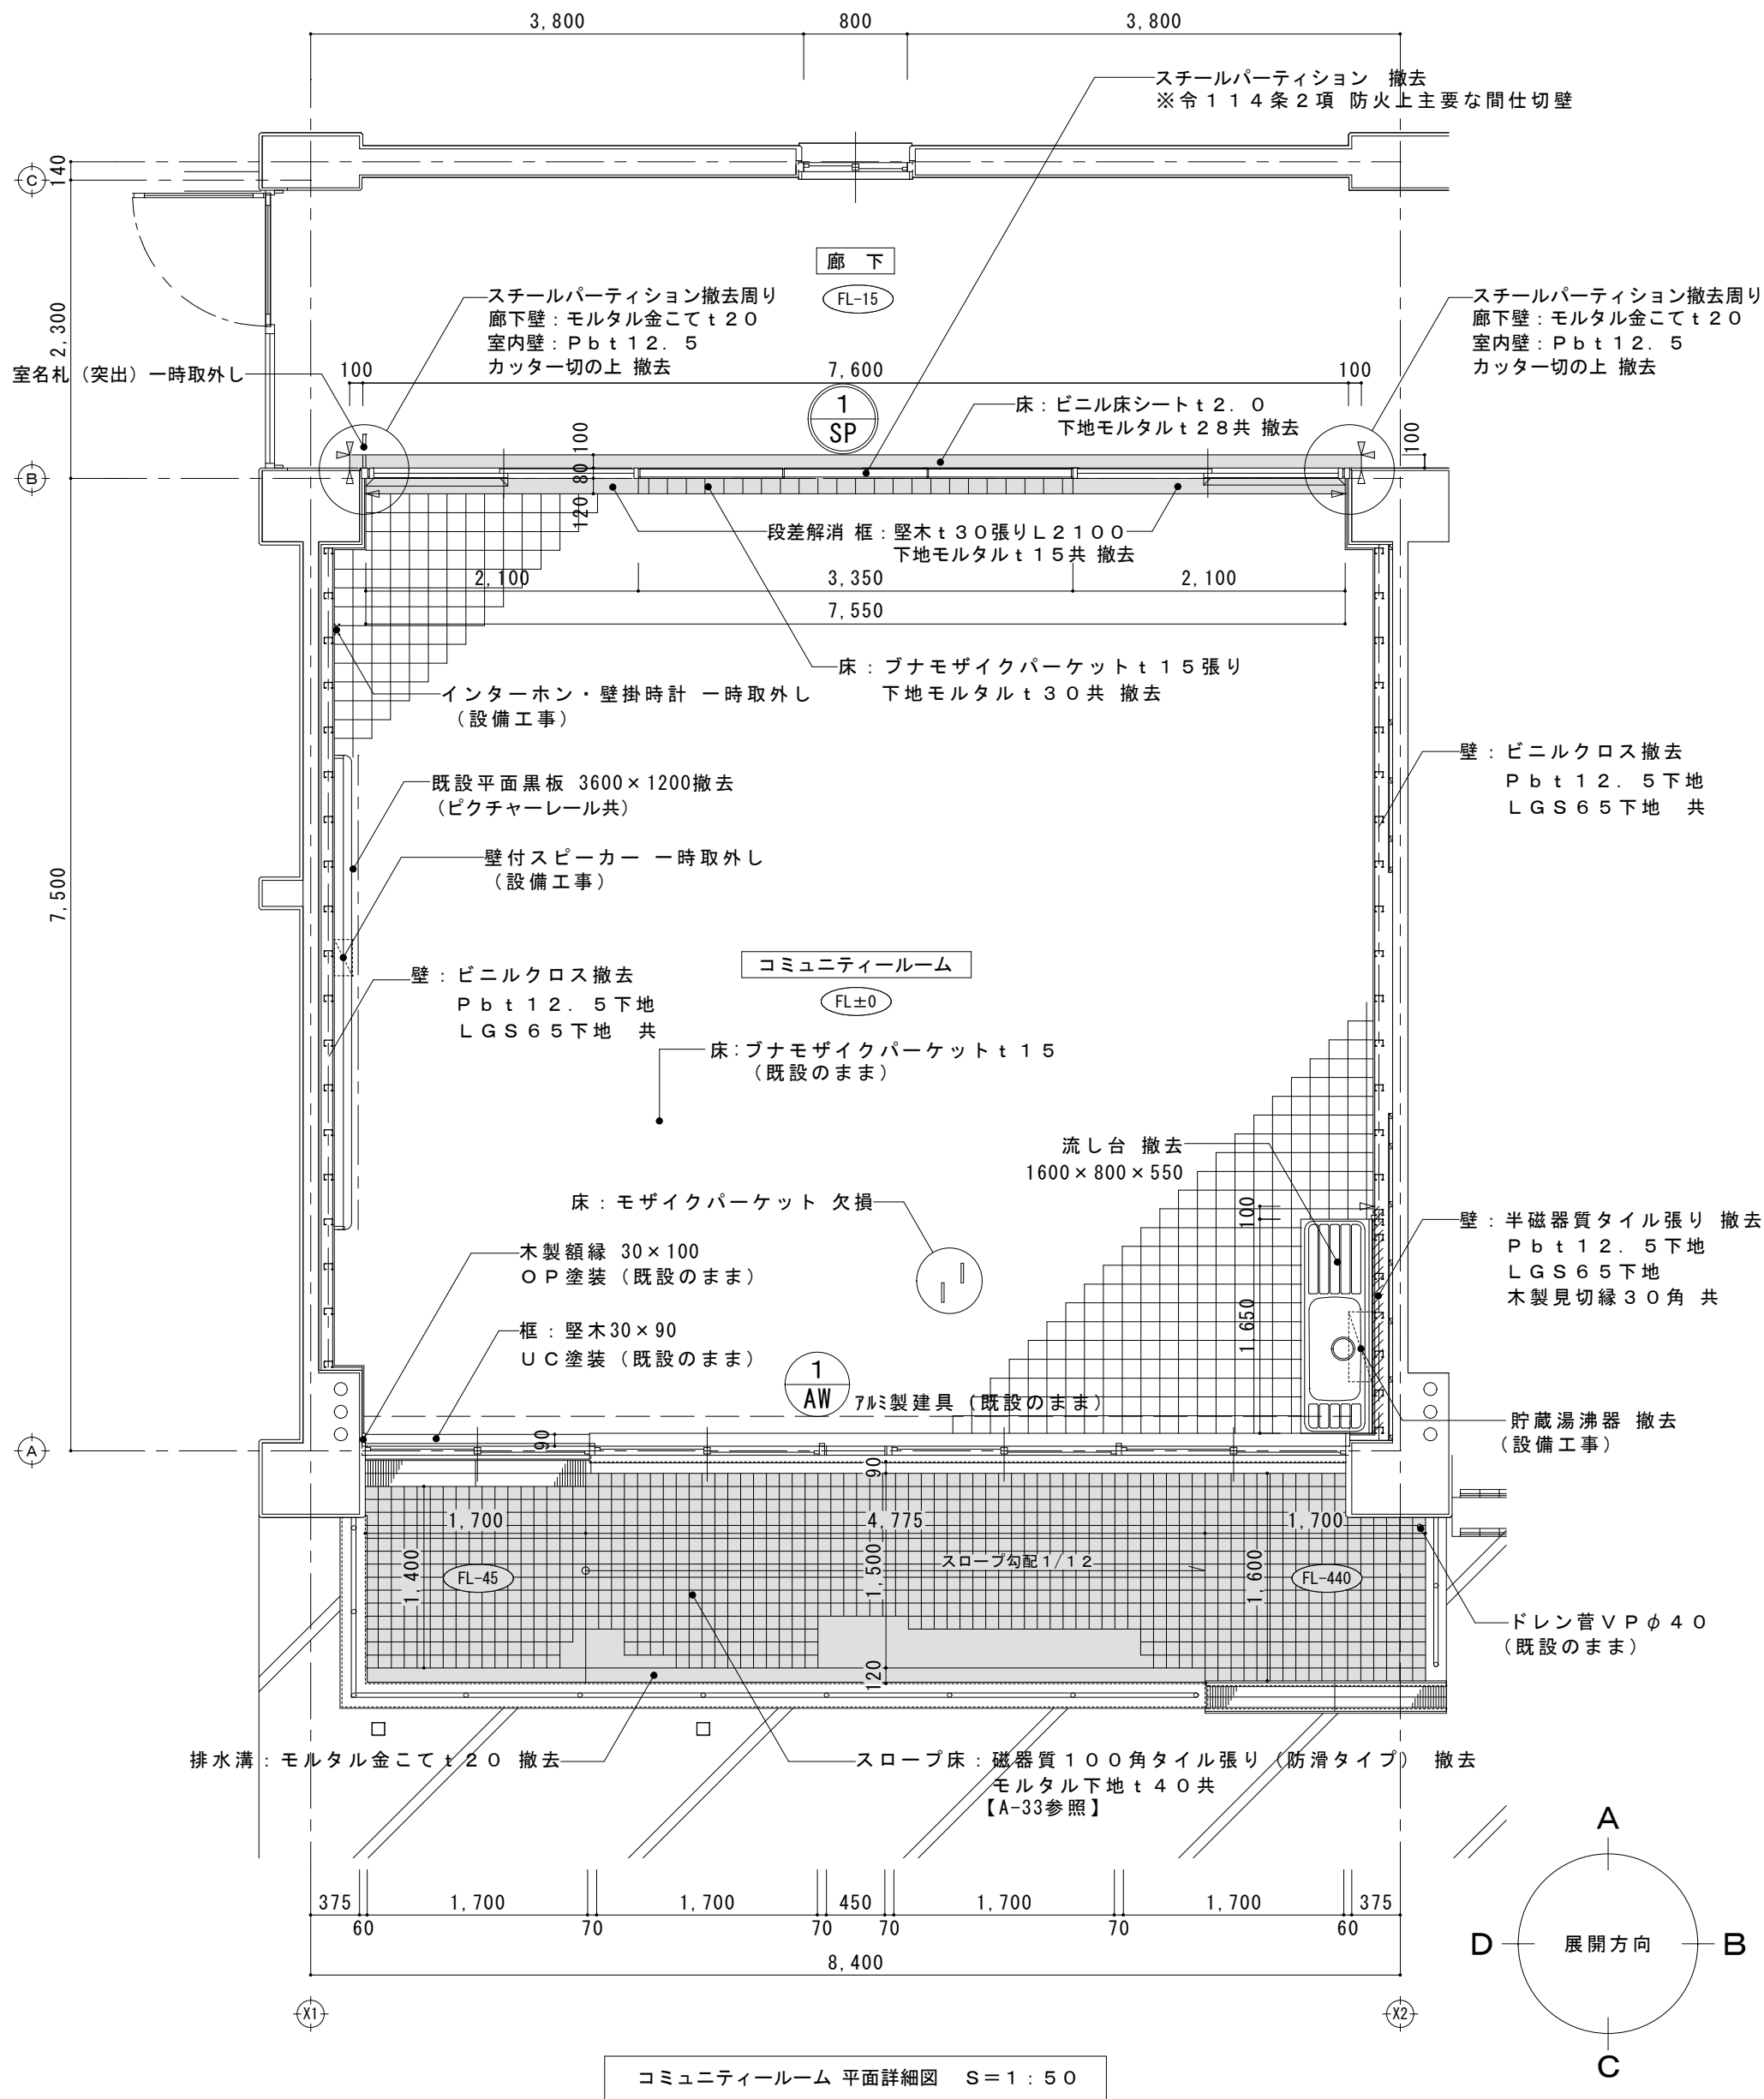 3,800
800
3,800
スチールパーティション 撤去
※令114条2項 防火上主要な間仕切壁
C
140
2,300
廊 下
FL-15
スチールパーティション撤去周り
廊下壁：モルタル金こてt20
室内壁：Pbt12.5
カッター切の上 撤去
スチールパーティション撤去周り
廊下壁：モルタル金こてt20
室内壁：Pbt12.5
カッター切の上 撤去
室名札（突出）一時取外し
100
7,600
100
1
SP
床：ビニル床シートt2.0
下地モルタルt28共 撤去
100
80
120
100
B
段差解消 框：堅木t30張りL2100
下地モルタルt15共 撤去
2,100
3,350
2,100
7,550
床：ブナモザイクパーケットt15張り
下地モルタルt30共 撤去
インターホン・壁掛時計 一時取外し
（設備工事）
壁：ビニルクロス撤去
Pbt12.5下地
LGS65下地 共
既設平面黒板 3600×1200撤去
（ピクチャーレール共）
7,500
壁付スピーカー 一時取外し
（設備工事）
コミュニティールーム
FL±0
壁：ビニルクロス撤去
Pbt12.5下地
LGS65下地 共
床：ブナモザイクパーケットt15
（既設のまま）
流し台 撤去
1600×800×550
床：モザイクパーケット 欠損
100
1,650
壁：半磁器質タイル張り 撤去
Pbt12.5下地
LGS65下地
木製見切縁30角 共
木製額縁 30×100
OP塗装（既設のまま）
框：堅木30×90
UC塗装（既設のまま）
1
AW
アルミ製建具（既設のまま）
貯蔵湯沸器 撤去
（設備工事）
A
90
90
1,700
4,775
1,700
1,400
FL-45
1,500
スロープ勾配1/12
1,600
FL-440
ドレン菅VPφ40
（既設のまま）
120
排水溝：モルタル金こてt20 撤去
スロープ床：磁器質100角タイル張り（防滑タイプ） 撤去
モルタル下地t40共
【A-33参照】
375
60
1,700
70
1,700
70
450
70
1,700
70
1,700
60
375
8,400
X1
X2
A
D
展開方向
B
C
コミュニティールーム 平面詳細図 S=1：50